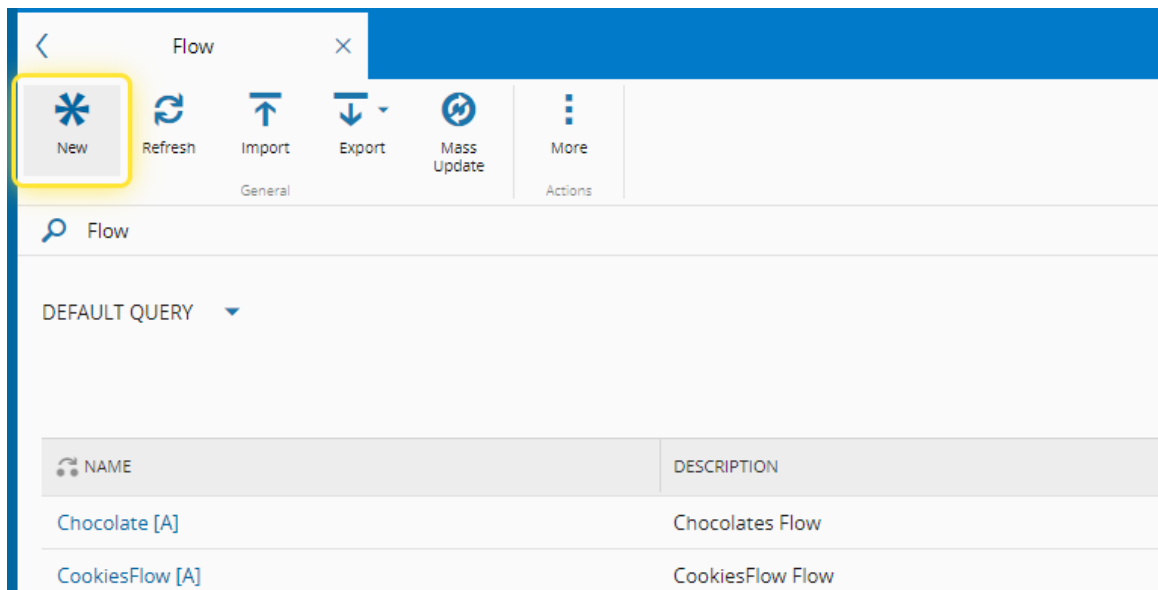 Flow
New
Refresh
Import
Export
Mass
Update
More
General
Actions
Flow
DEFAULT QUERY
NAME DESCRIPTION
Chocolate [A] Chocolates Flow
CookiesFlow [A] CookiesFlow Flow